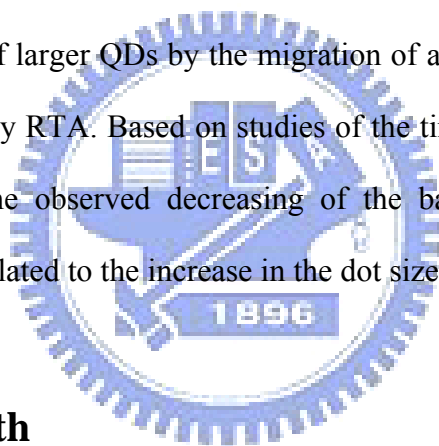 f larger QDs by the migration of a
y RTA. Based on studies of the ti
E S A
ne observed decreasing of the ba
lated to the increase in the dot size
1896
th